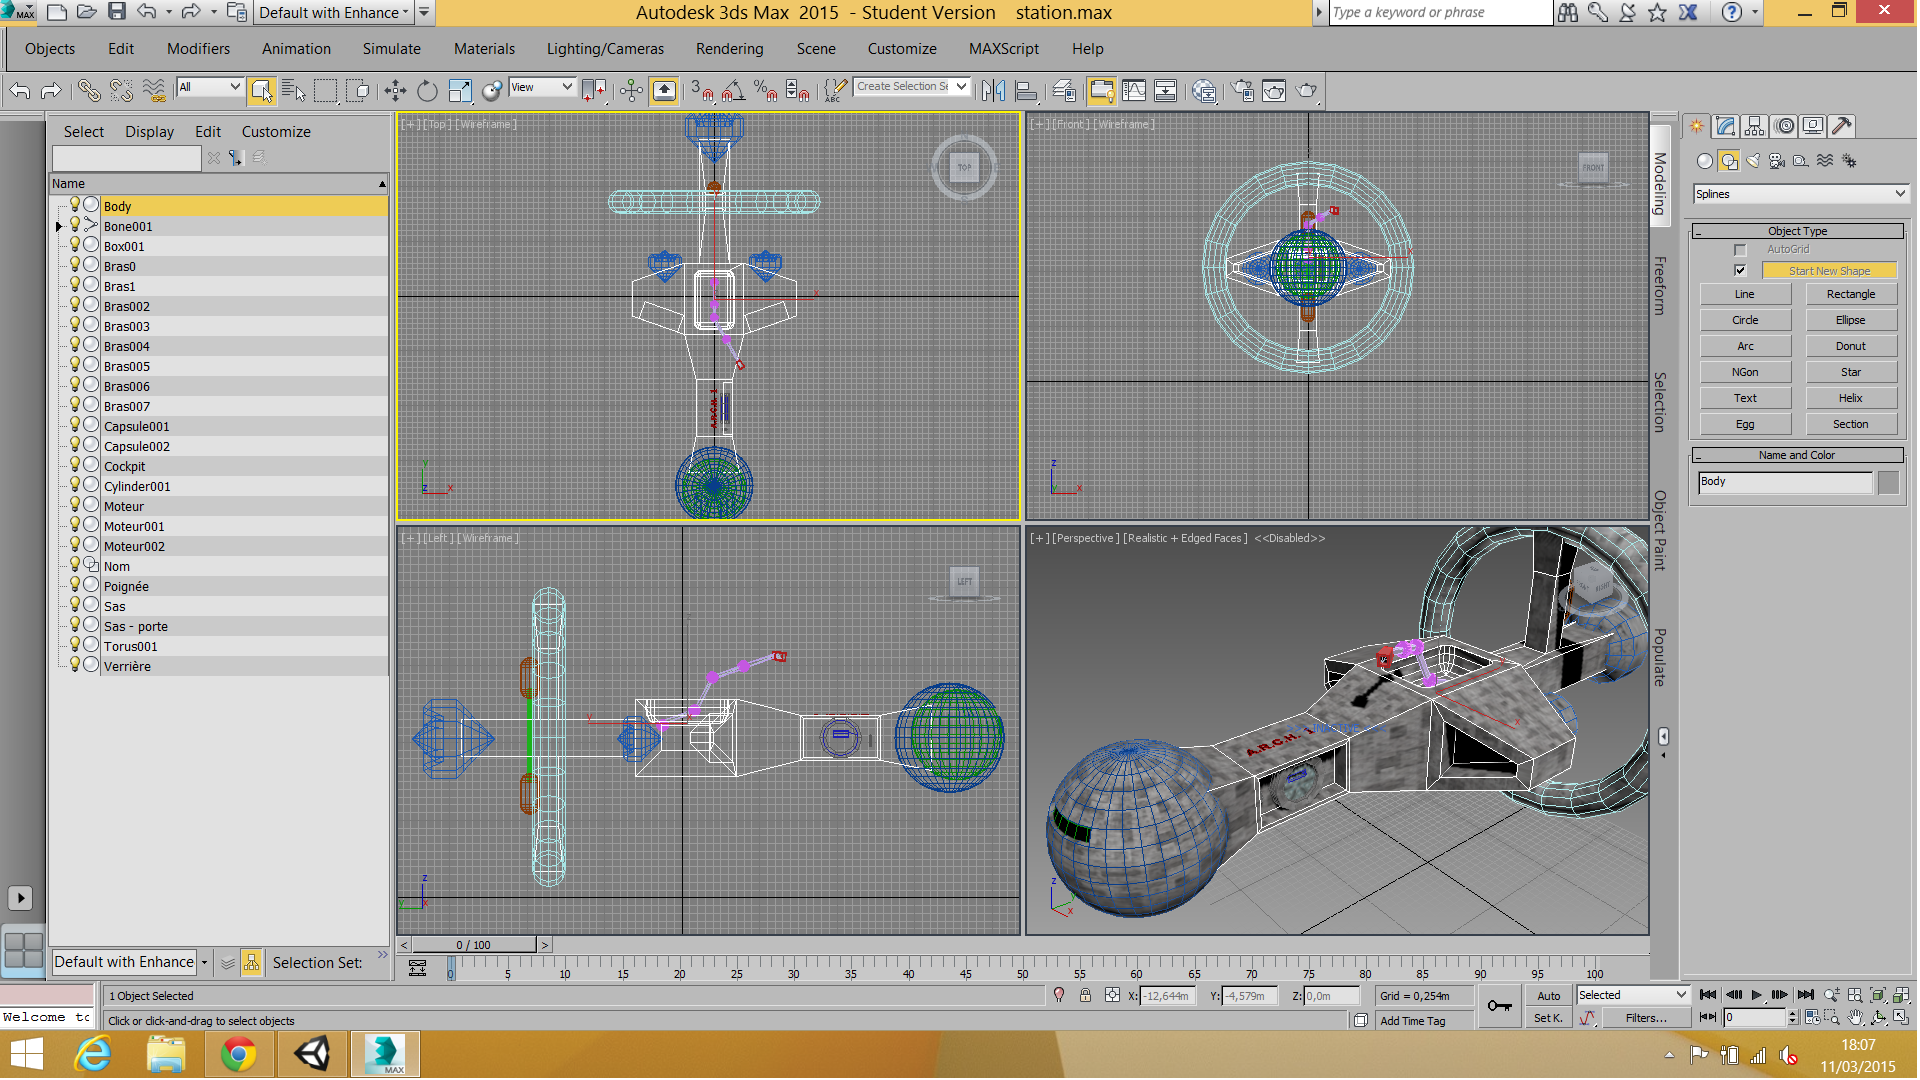 Default with Enhance
Autodesk 3ds Max 2015 - Student Version station.max
Type a keyword or phrase
MAX
Objects Edit Modifiers Animation Simulate Materials Lighting/Cameras Rendering Scene Customize MAXScript Help
All
View
3
%
ABC
Create Selection Se
Select Display Edit Customize
Name
Body
Bone001
Box001
Bras0
Bras1
Bras002
Bras003
Bras004
Bras005
Bras006
Bras007
Capsule001
Capsule002
Cockpit
Cylinder001
Moteur
Moteur001
Moteur002
Nom
Poignée
Sas
Sas - porte
Torus001
Verrière
[+] [Top] [Wireframe]
TOP
A.R.C.H. 1
[+] [Front] [Wireframe]
FRONT
[+] [Left] [Wireframe]
LEFT
[+] [Perspective] [Realistic + Edged Faces] <<Disabled>>
A.R.C.H. 1
Modeling
Freeform
Selection
Object Paint
Populate
Splines
Object Type
AutoGrid
Start New Shape
Line Rectangle
Circle Ellipse
Arc Donut
NGon Star
Text Helix
Egg Section
Name and Color
Body
Default with Enhance
Selection Set:
< 0 / 100 >
0 5 10 15 20 25 30 35 40 45 50 55 60 65 70 75 80 85 90 95 100
1 Object Selected
X: -12,644m Y: -4,579m Z: 0,0m
Grid = 0,254m
Auto
Selected
Welcome to
Click or click-and-drag to select objects
Add Time Tag
Set K.
Filters...
0
MAX
18:07
11/03/2015